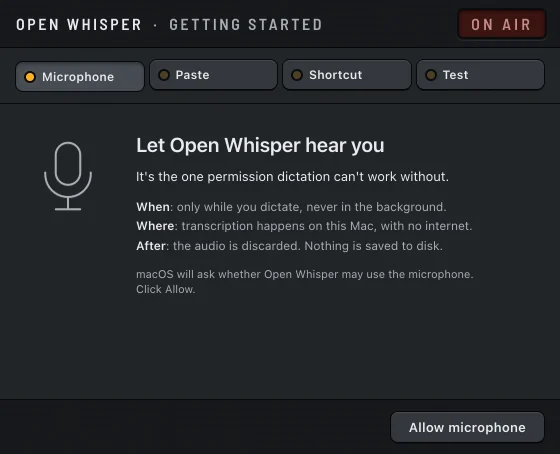 OPEN WHISPER · GETTING STARTED
ON AIR
Microphone
Paste
Shortcut
Test
Let Open Whisper hear you
It's the one permission dictation can't work without.
When: only while you dictate, never in the background.
Where: transcription happens on this Mac, with no internet.
After: the audio is discarded. Nothing is saved to disk.
macOS will ask whether Open Whisper may use the microphone.
Click Allow.
Allow microphone